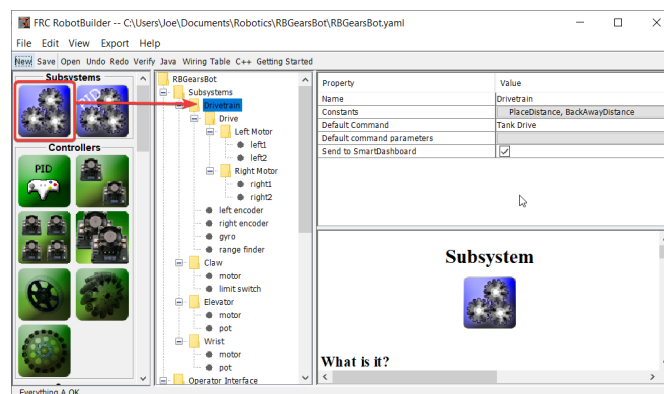 FRC RobotBuilder -- C:\Users\Joe\Documents\Robotics\RBGearsBot\RBGearsBot.yaml
File Edit View Export Help
New Save Open Undo Redo Verify Java Wiring Table C++ Getting Started
Subsystems
PID
Controllers
PID
RBGearsBot
Subsystems
Drivetrain
Drive
Left Motor
left1
left2
Right Motor
right1
right2
left encoder
right encoder
gyro
range finder
Claw
motor
limit switch
Elevator
motor
pot
Wrist
motor
pot
Operator Interface
Property Value
Name Drivetrain
Constants PlaceDistance, BackAwayDistance
Default Command Tank Drive
Default command parameters
Send to SmartDashboard
Subsystem
What is it?
Everything A OK